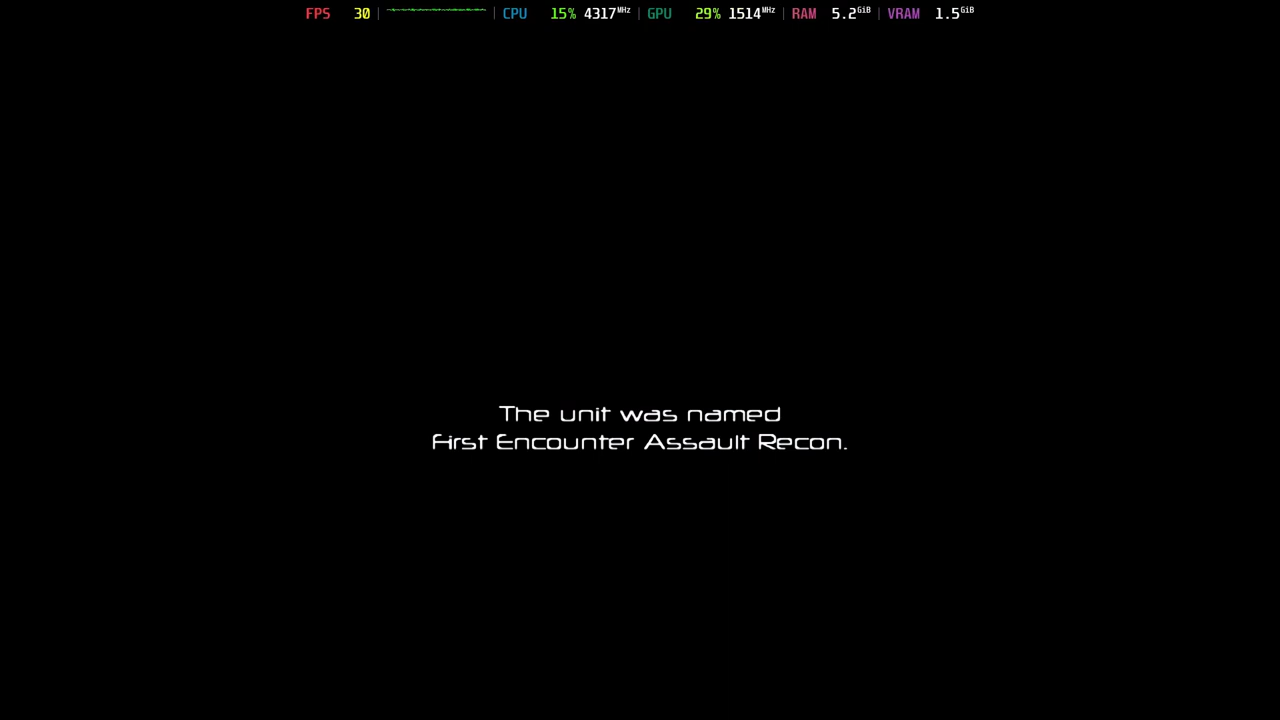 FPS 30 | CPU 15% 4317MHz | GPU 29% 1514MHz | RAM 5.2GiB | VRAM 1.5GiB
The unit was named
First Encounter Assault Recon.